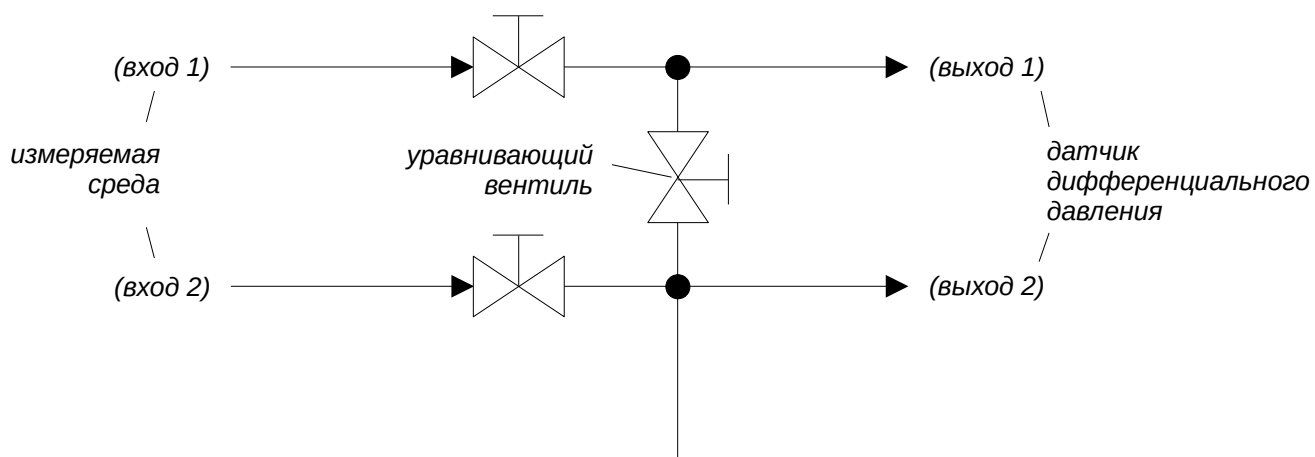 (вход 1)
(выход 1)
измеряемая
среда
уравнивающий
вентиль
датчик
дифференциального
давления
(вход 2)
(выход 2)